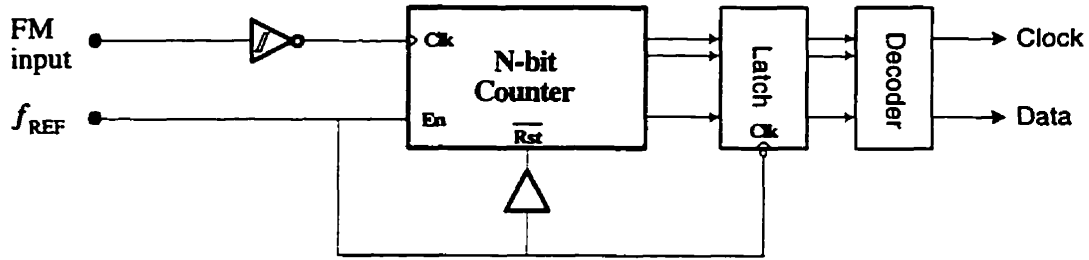 FM
input
f_REF
Clk
N-bit
Counter
En
Rst
Latch
Clk
Decoder
Clock
Data